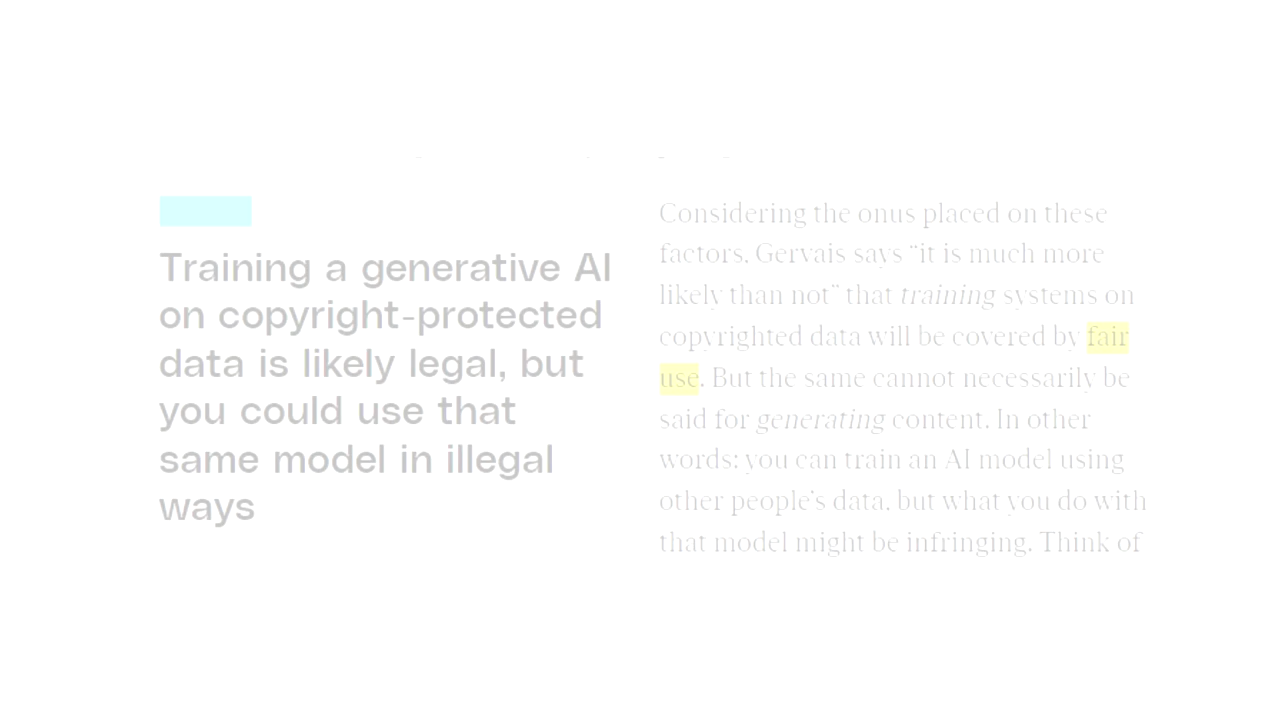 Training a generative AI
on copyright-protected
data is likely legal, but
you could use that
same model in illegal
ways
Considering the onus placed on these
factors, Gervais says “it is much more
likely than not” that training systems on
copyrighted data will be covered by fair
use. But the same cannot necessarily be
said for generating content. In other
words: you can train an AI model using
other people’s data, but what you do with
that model might be infringing. Think of